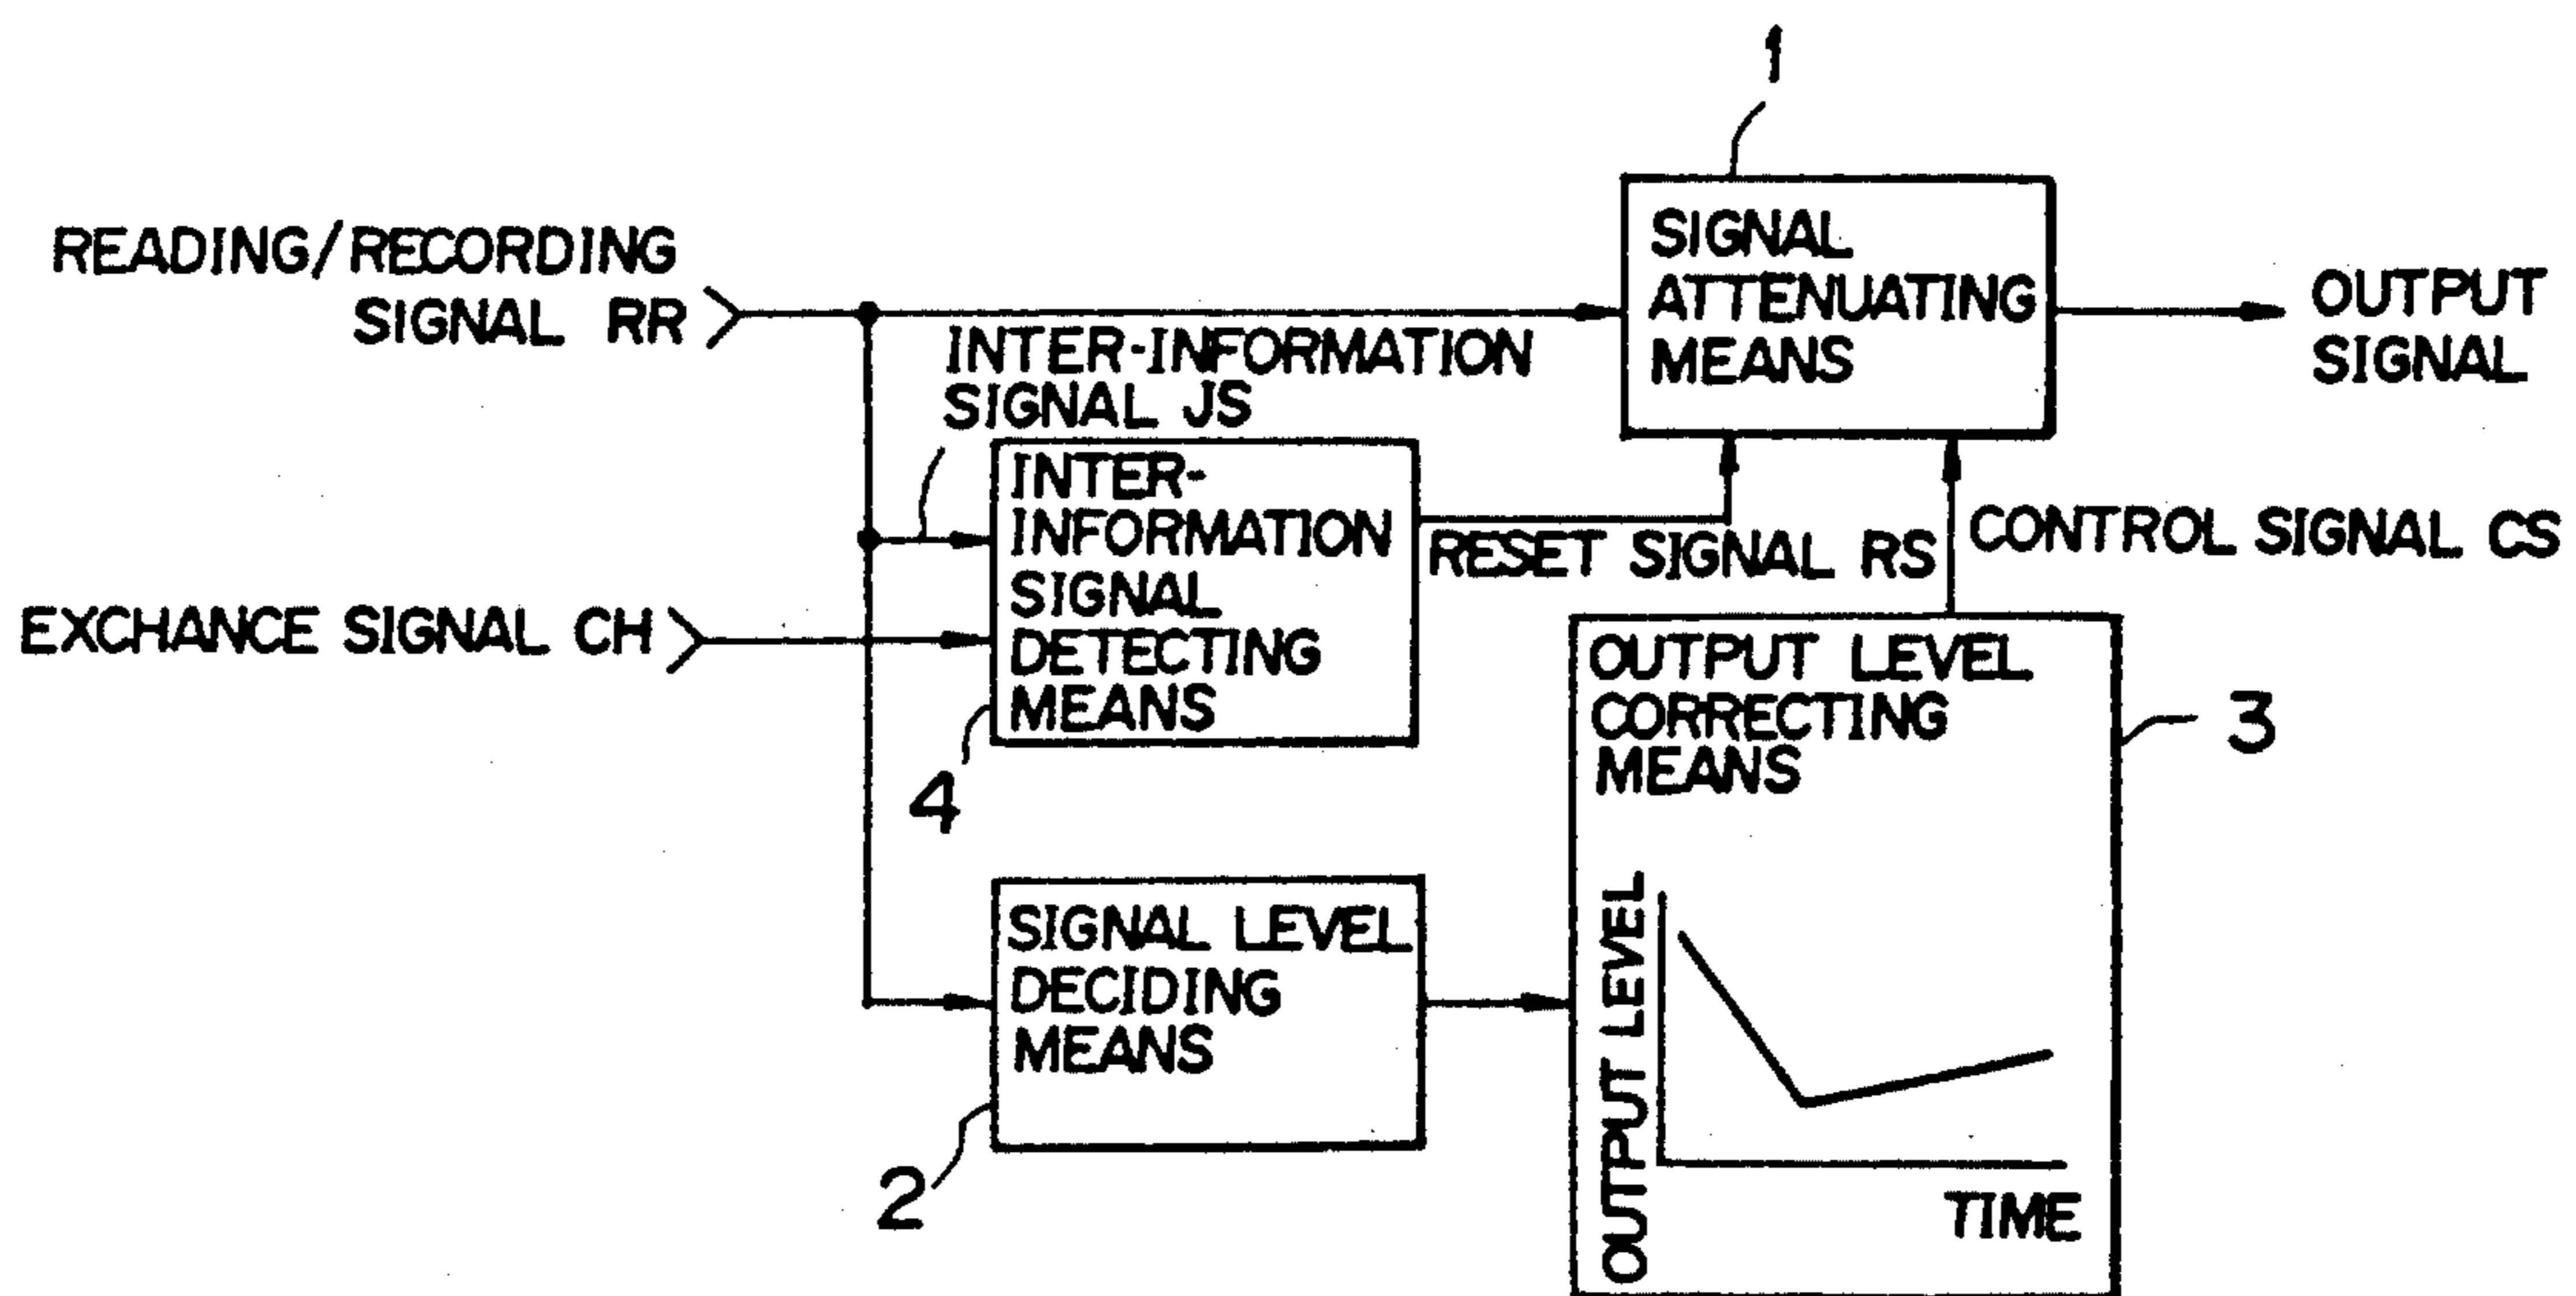 1
READING/RECORDING
SIGNAL RR
SIGNAL
ATTENUATING
MEANS
OUTPUT
SIGNAL
INTER-INFORMATION
SIGNAL JS
INTER-
INFORMATION
SIGNAL
DETECTING
MEANS
RESET SIGNAL RS
CONTROL SIGNAL CS
EXCHANCE SIGNAL CH
4
OUTPUT LEVEL
CORRECTING
MEANS
3
SIGNAL LEVEL
DECIDING
MEANS
2
OUTPUT LEVEL
TIME